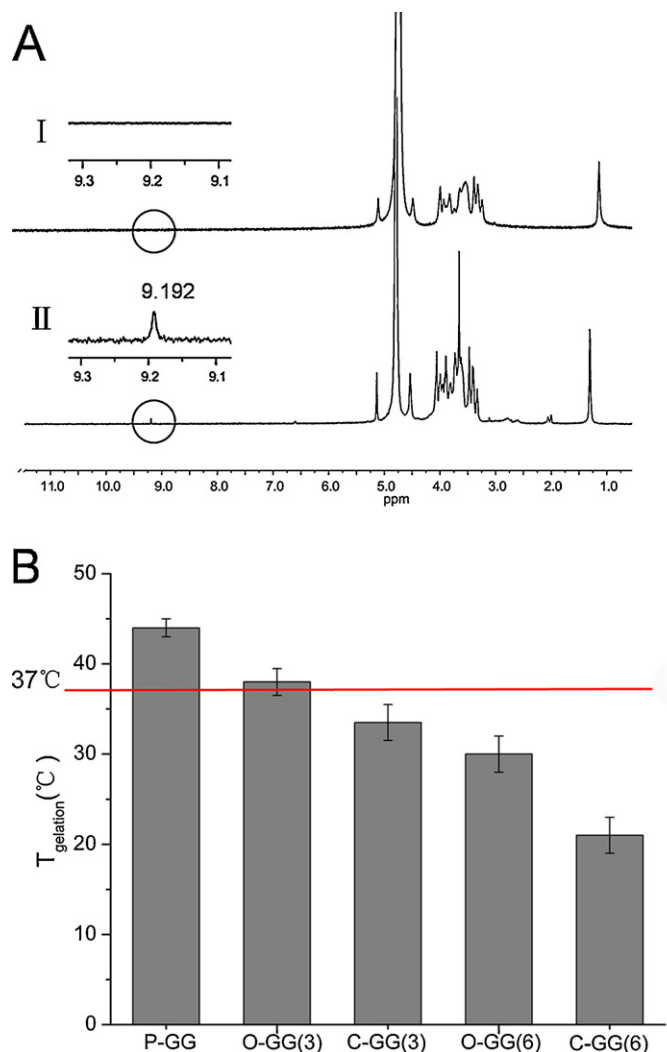 A
I
9.3 9.2 9.1
9.192
II
9.3 9.2 9.1
11.0 10.0 9.0 8.0 7.0 6.0 5.0 4.0 3.0 2.0 1.0
ppm
B
50
40
37℃
30
20
10
0
Tgelation(℃)
P-GG O-GG(3) C-GG(3) O-GG(6) C-GG(6)